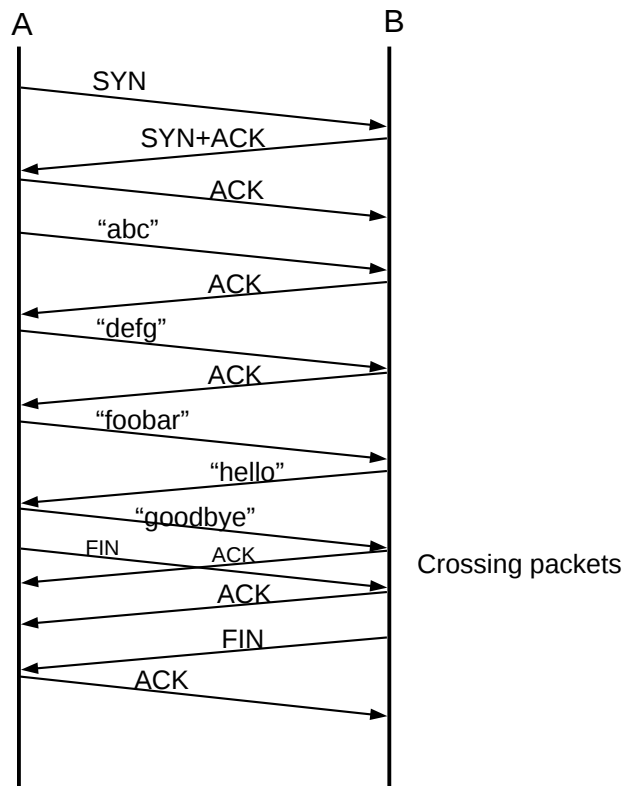 A
B
SYN
SYN+ACK
ACK
“abc”
ACK
“defg”
ACK
“foobar”
“hello”
“goodbye”
FIN
ACK
Crossing packets
ACK
FIN
ACK